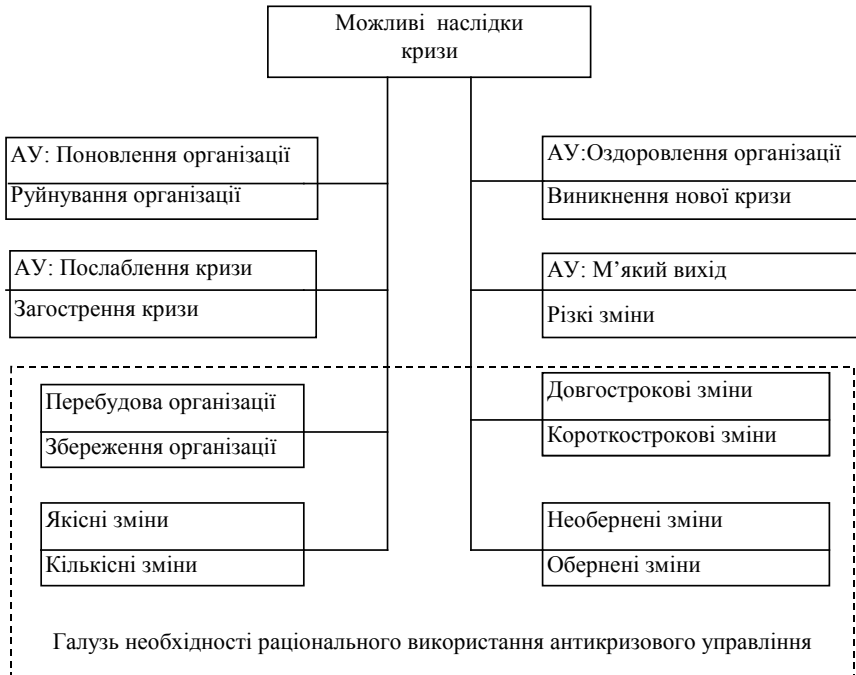 Можливі наслідки
кризи
АУ: Поновлення організації
Руйнування організації
АУ:Оздоровлення організації
Виникнення нової кризи
АУ: Послаблення кризи
Загострення кризи
АУ: М’який вихід
Різкі зміни
Перебудова організації
Збереження організації
Довгострокові зміни
Короткострокові зміни
Якісні зміни
Кількісні зміни
Необернені зміни
Обернені зміни
Галузь необхідності раціонального використання антикризового управління